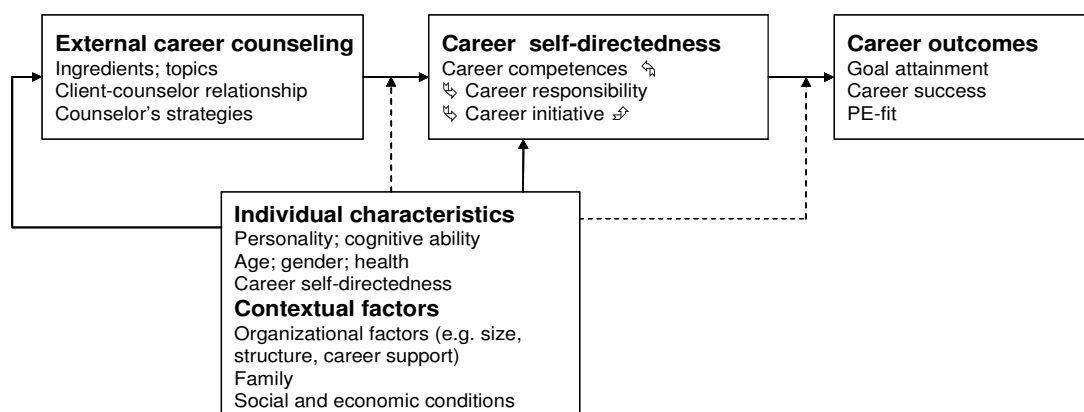 External career counseling
Ingredients; topics
Client-counselor relationship
Counselor's strategies
Career self-directedness
Career competences
Career responsibility
Career initiative
Career outcomes
Goal attainment
Career success
PE-fit
Individual characteristics
Personality; cognitive ability
Age; gender; health
Career self-directedness
Contextual factors
Organizational factors (e.g. size,
structure, career support)
Family
Social and economic conditions